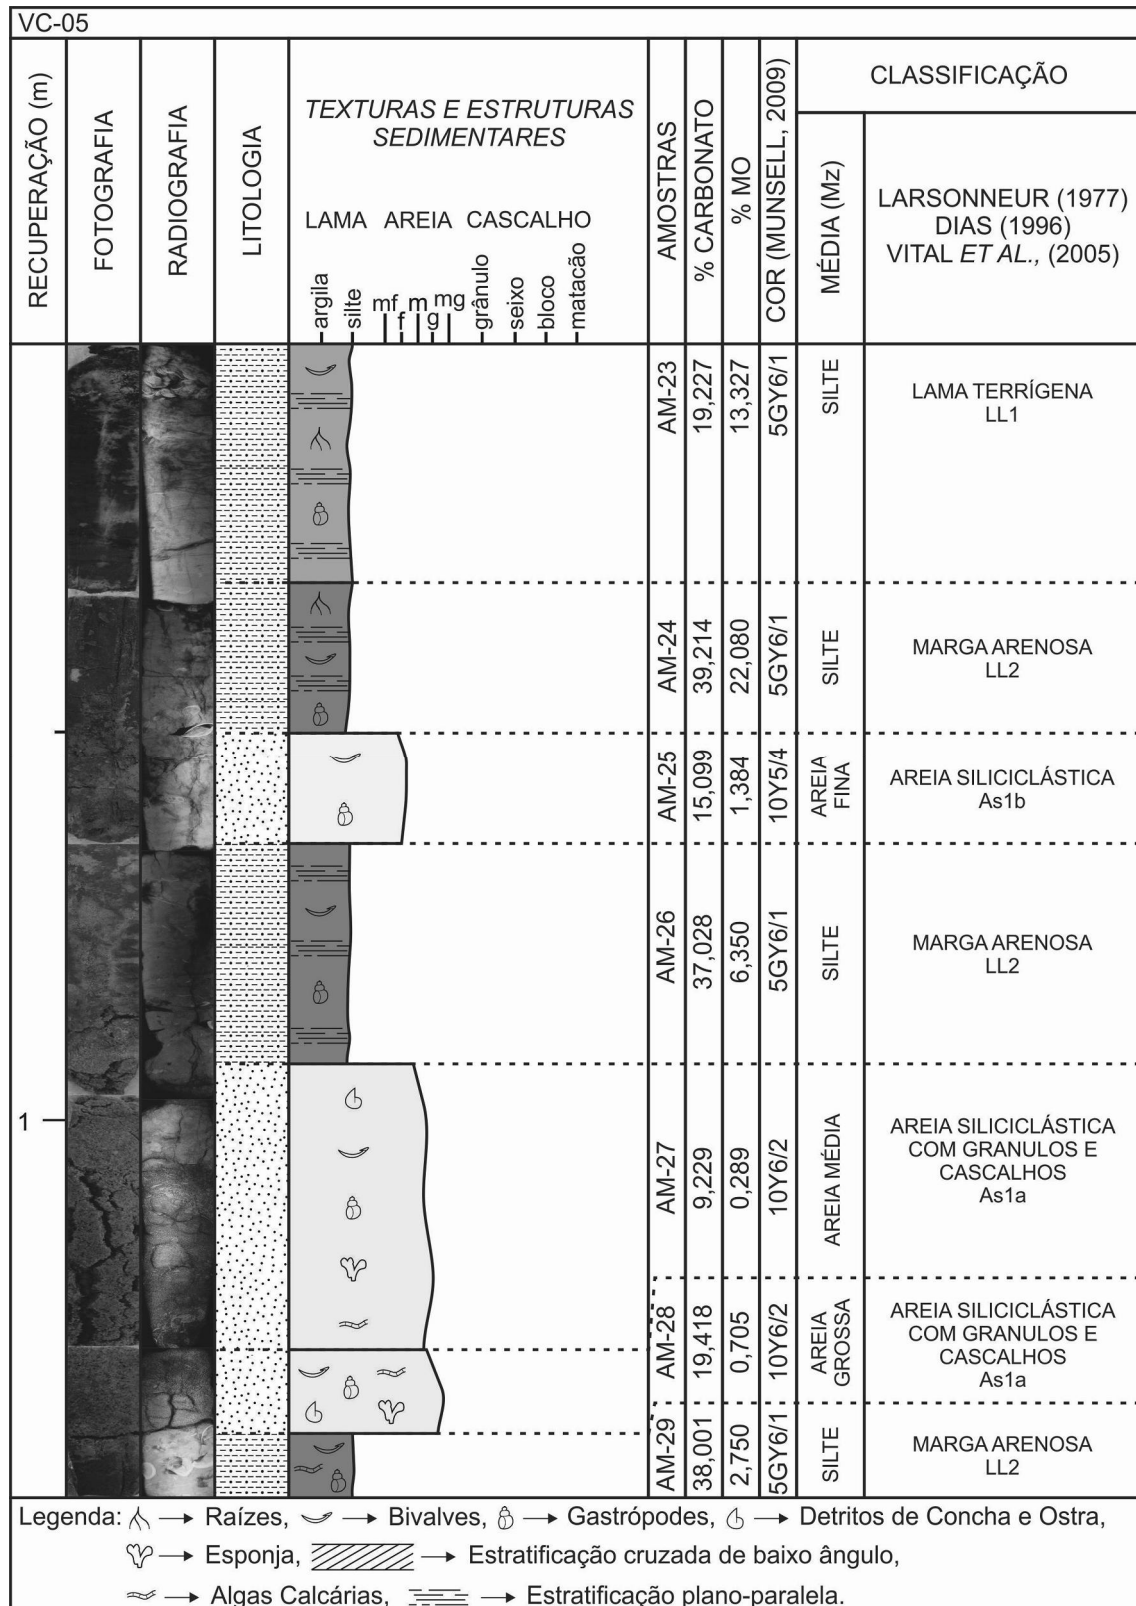 VC-05
RECUPERAÇÃO (m)
FOTOGRAFIA
RADIOGRAFIA
LITOLOGIA
TEXTURAS E ESTRUTURAS
SEDIMENTARES
LAMA AREIA CASCALHO
argila
silte
mf
f
m
g
mg
grânulo
seixo
bloco
matacão
AMOSTRAS
% CARBONATO
% MO
COR (MUNSELL, 2009)
CLASSIFICAÇÃO
MÉDIA (Mz)
LARSONNEUR (1977)
DIAS (1996)
VITAL ET AL., (2005)
AM-23
19,227
13,327
5GY6/1
SILTE
LAMA TERRÍGENA
LL1
AM-24
39,214
22,080
5GY6/1
SILTE
MARGA ARENOSA
LL2
AM-25
15,099
1,384
10Y5/4
AREIA
FINA
AREIA SILICICLÁSTICA
As1b
AM-26
37,028
6,350
5GY6/1
SILTE
MARGA ARENOSA
LL2
1
AM-27
9,229
0,289
10Y6/2
AREIA MÉDIA
AREIA SILICICLÁSTICA
COM GRANULOS E
CASCALHOS
As1a
AM-28
19,418
0,705
10Y6/2
AREIA
GROSSA
AREIA SILICICLÁSTICA
COM GRANULOS E
CASCALHOS
As1a
AM-29
38,001
2,750
5GY6/1
SILTE
MARGA ARENOSA
LL2
Legenda: → Raízes, → Bivalves, → Gastrópodes, → Detritos de Concha e Ostra,
→ Esponja, → Estratificação cruzada de baixo ângulo,
→ Algas Calcárias, → Estratificação plano-paralela.